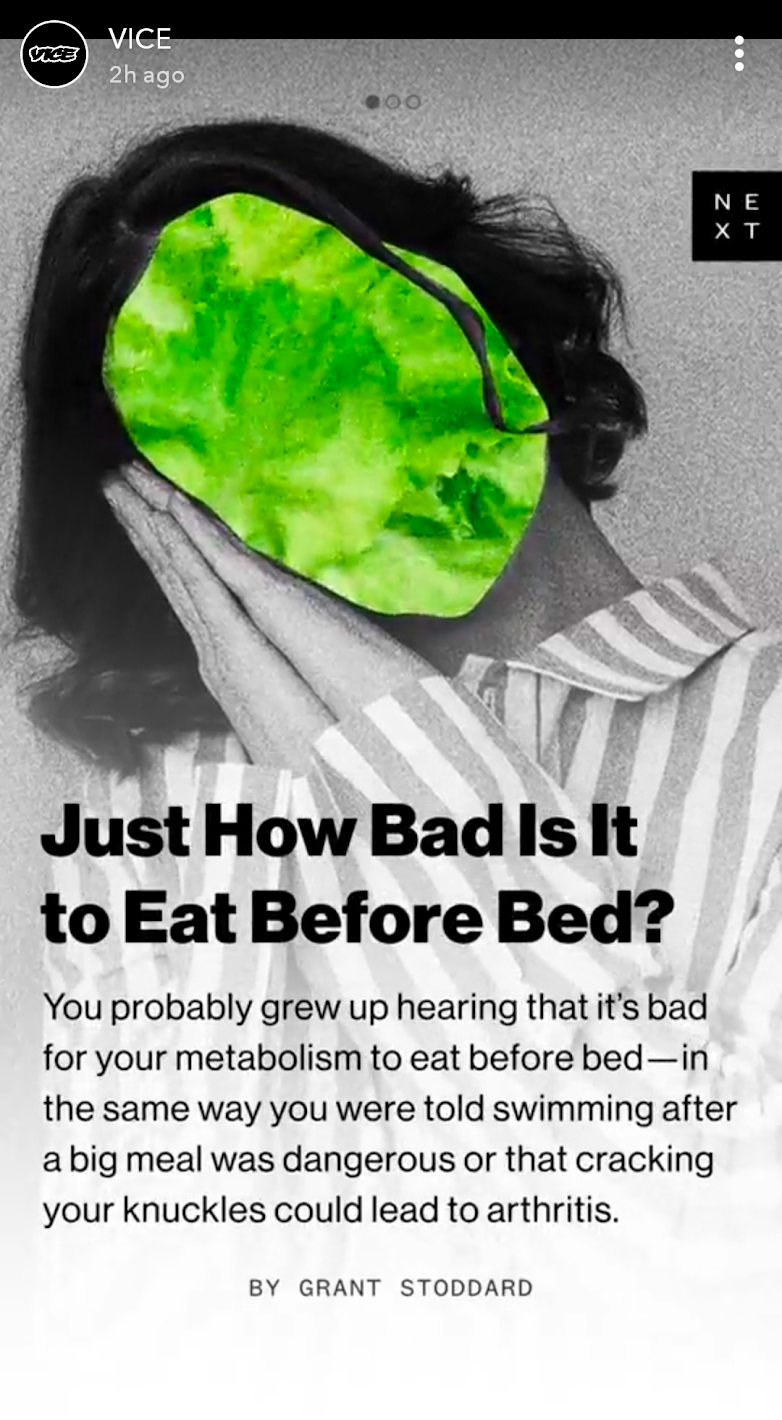 VICE
VICE
2h ago
NE
XT
Just How Bad Is It
to Eat Before Bed?
You probably grew up hearing that it’s bad
for your metabolism to eat before bed—in
the same way you were told swimming after
a big meal was dangerous or that cracking
your knuckles could lead to arthritis.
BY GRANT STODDARD